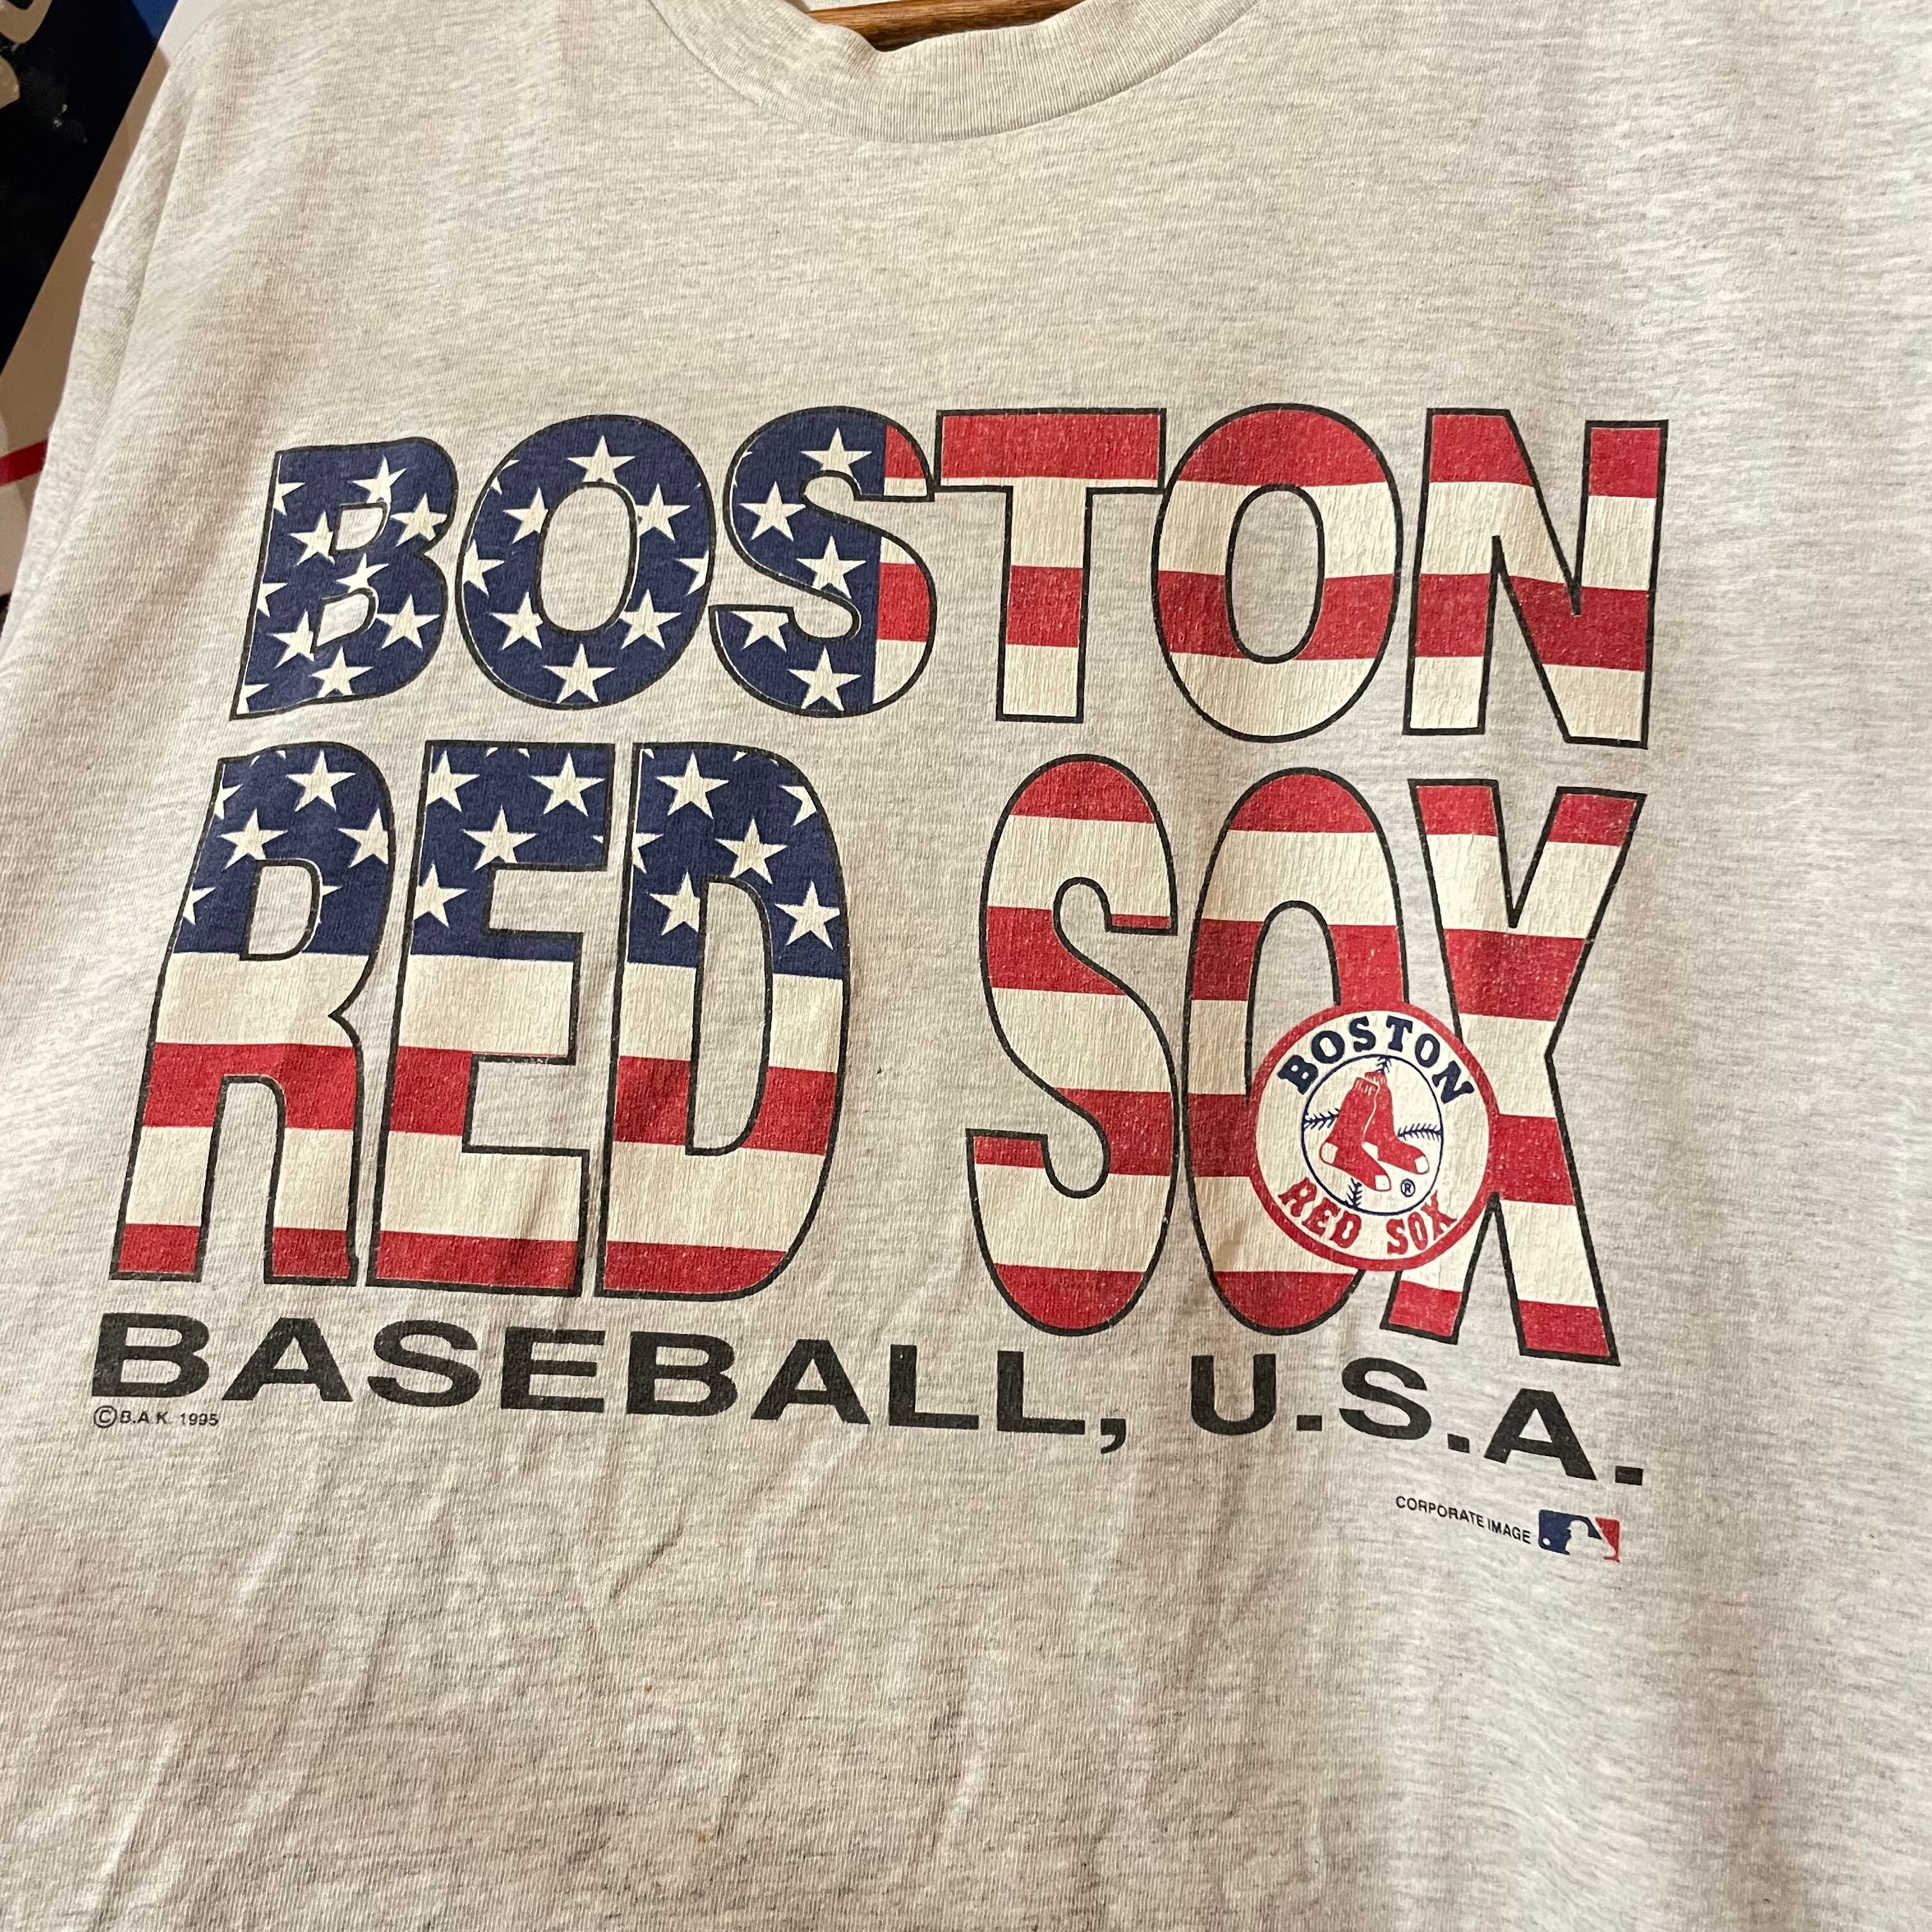 BOSTON
RED SOX
BOSTON
RED SOX
®
BASEBALL, U.S.A.
©B.A.K. 1995
CORPORATE IMAGE